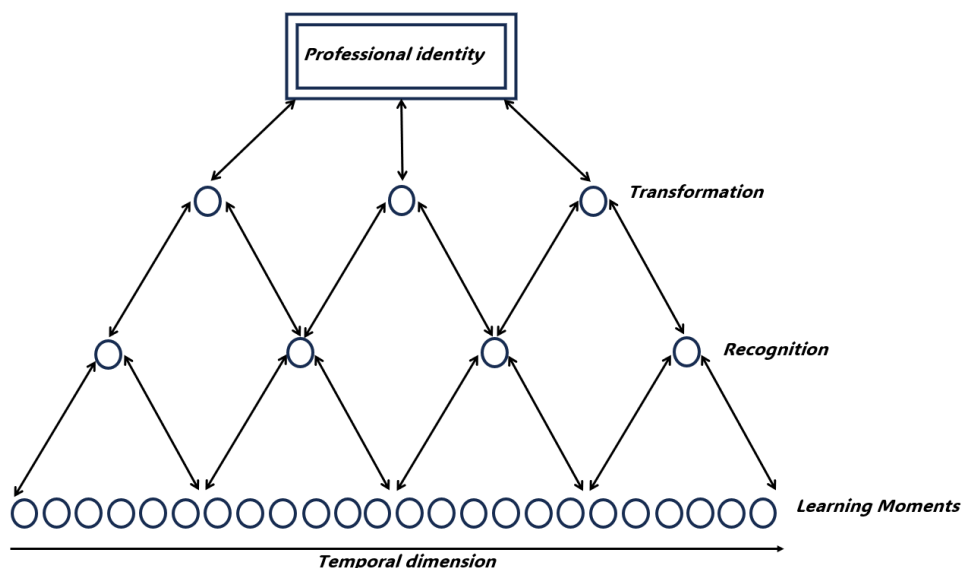 Professional identity
Transformation
Recognition
Learning Moments
Temporal dimension